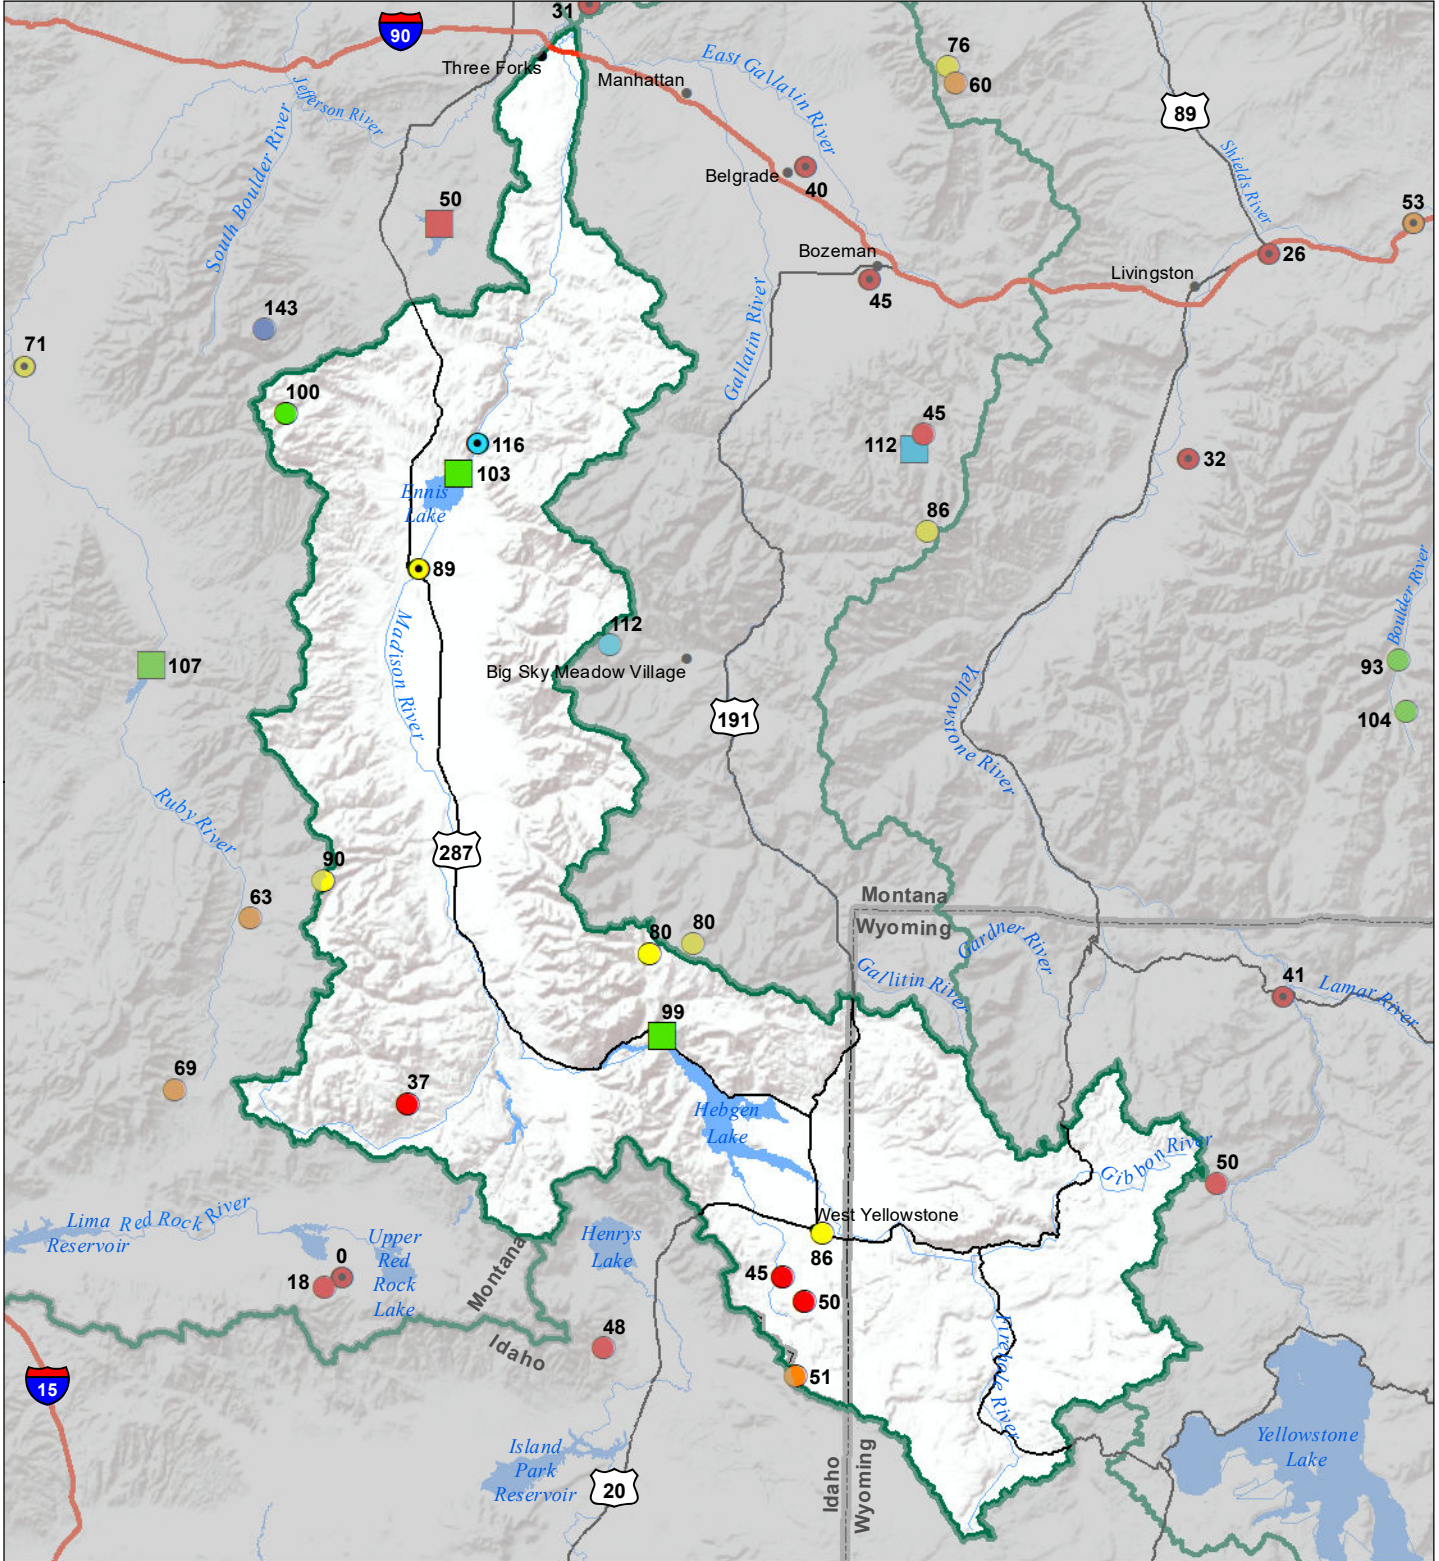 31
90
Three Forks
Manhattan
East Gallatin River
76
60
89
Jefferson River
South Boulder River
Shields River
Belgrade
40
50
53
Bozeman
26
45
Livingston
143
Gallatin River
71
100
45
116
112
32
103
Ennis
Lake
86
89
Boulder River
Madison River
112
107
Big Sky Meadow Village
93
191
104
Yellowstone River
Ruby River
287
90
63
Montana
Wyoming
80
80
Gardner River
Gallitin River
41
Lamar River
99
69
37
Hebgen
Lake
Gibbon River
50
Lima
Reservoir
Red Rock River
West Yellowstone
Henrys
Lake
Upper
Red
Rock
Lake
0
18
Montana
86
45
50
Idaho
48
Firehole River
51
15
Island
Park
Reservoir
20
Idaho
Wyoming
Yellowstone
Lake